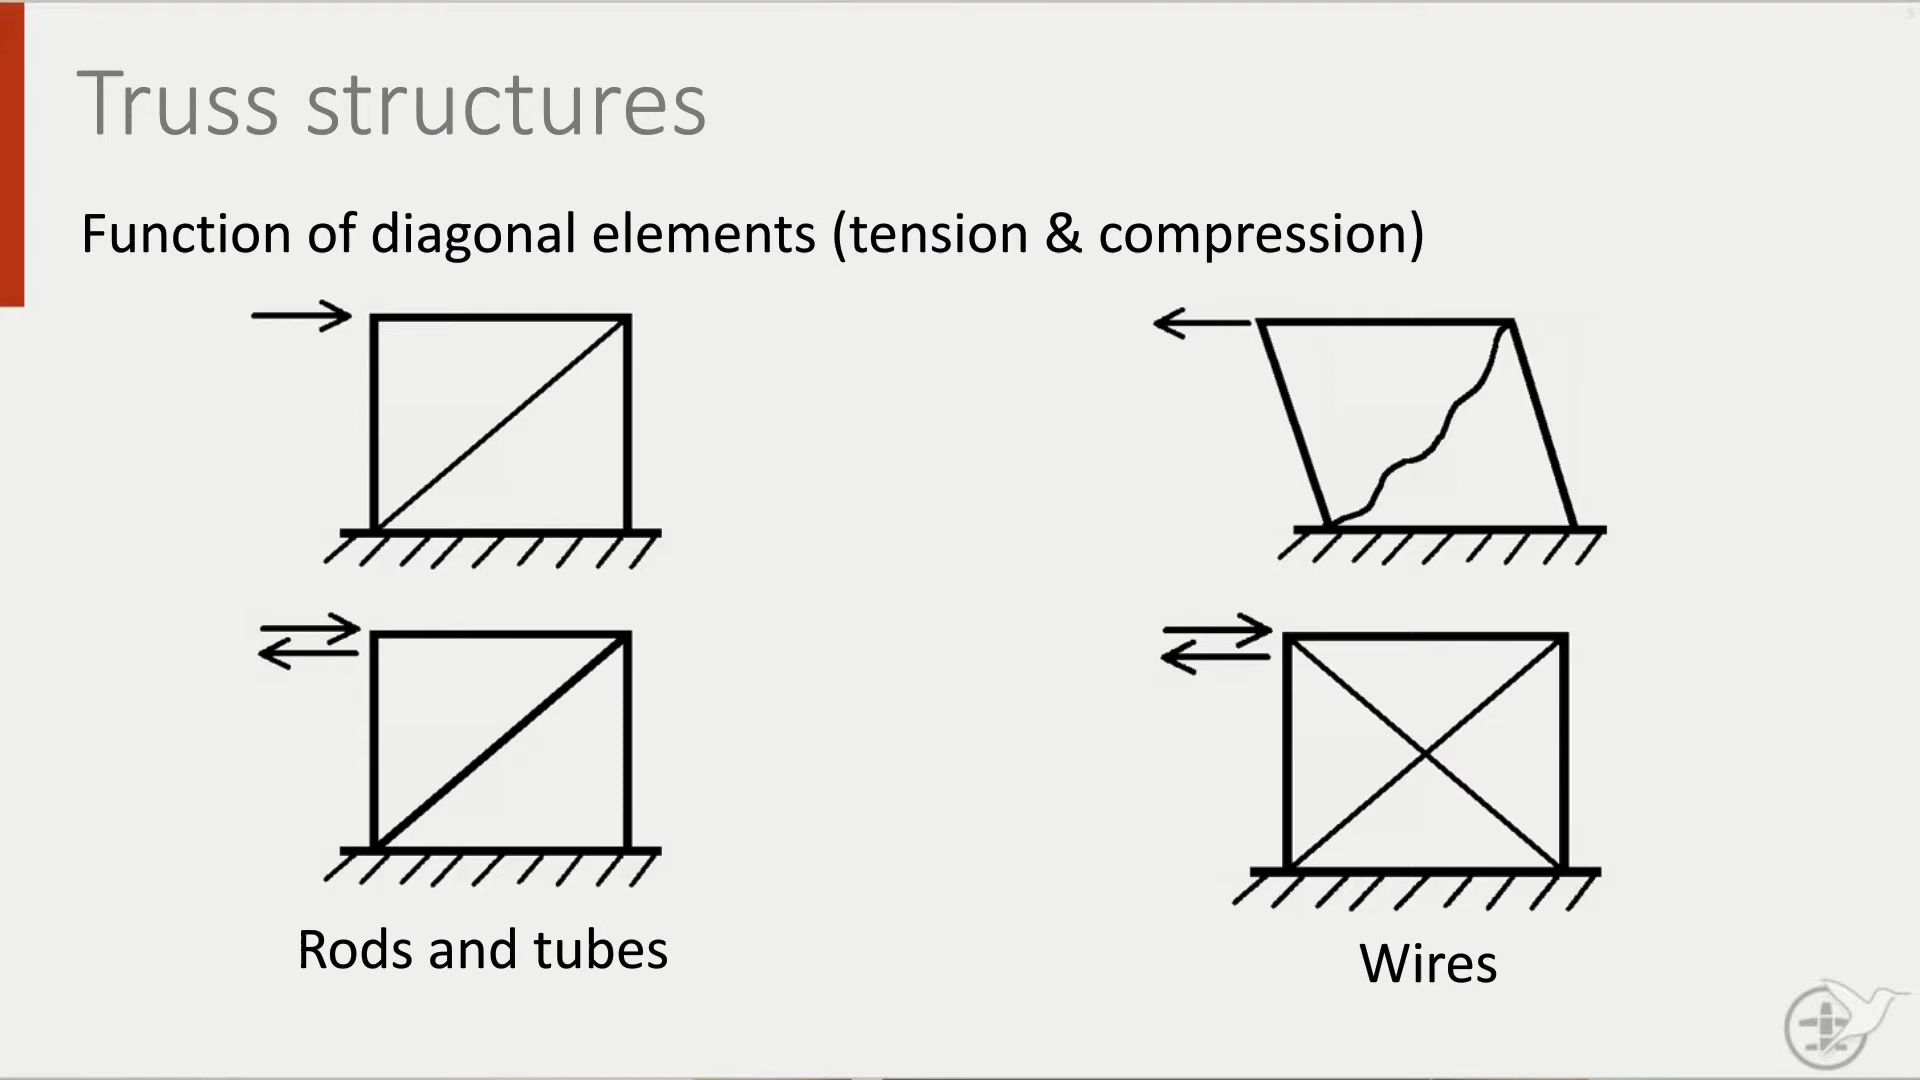 Truss structures
Function of diagonal elements (tension & compression)
Rods and tubes
Wires